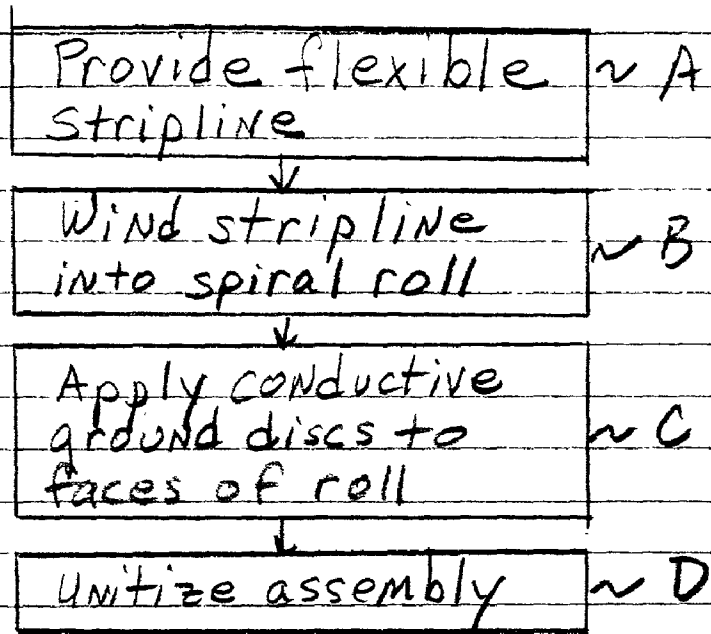 Provide flexible ~ A
stripline
Wind stripline ~ B
into spiral roll
Apply conductive
ground discs to ~ C
faces of roll
Unitize assembly ~ D